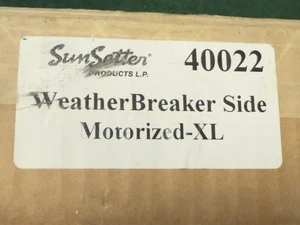 SunSetter®
PRODUCTS L.P.
40022
WeatherBreaker Side
Motorized-XL